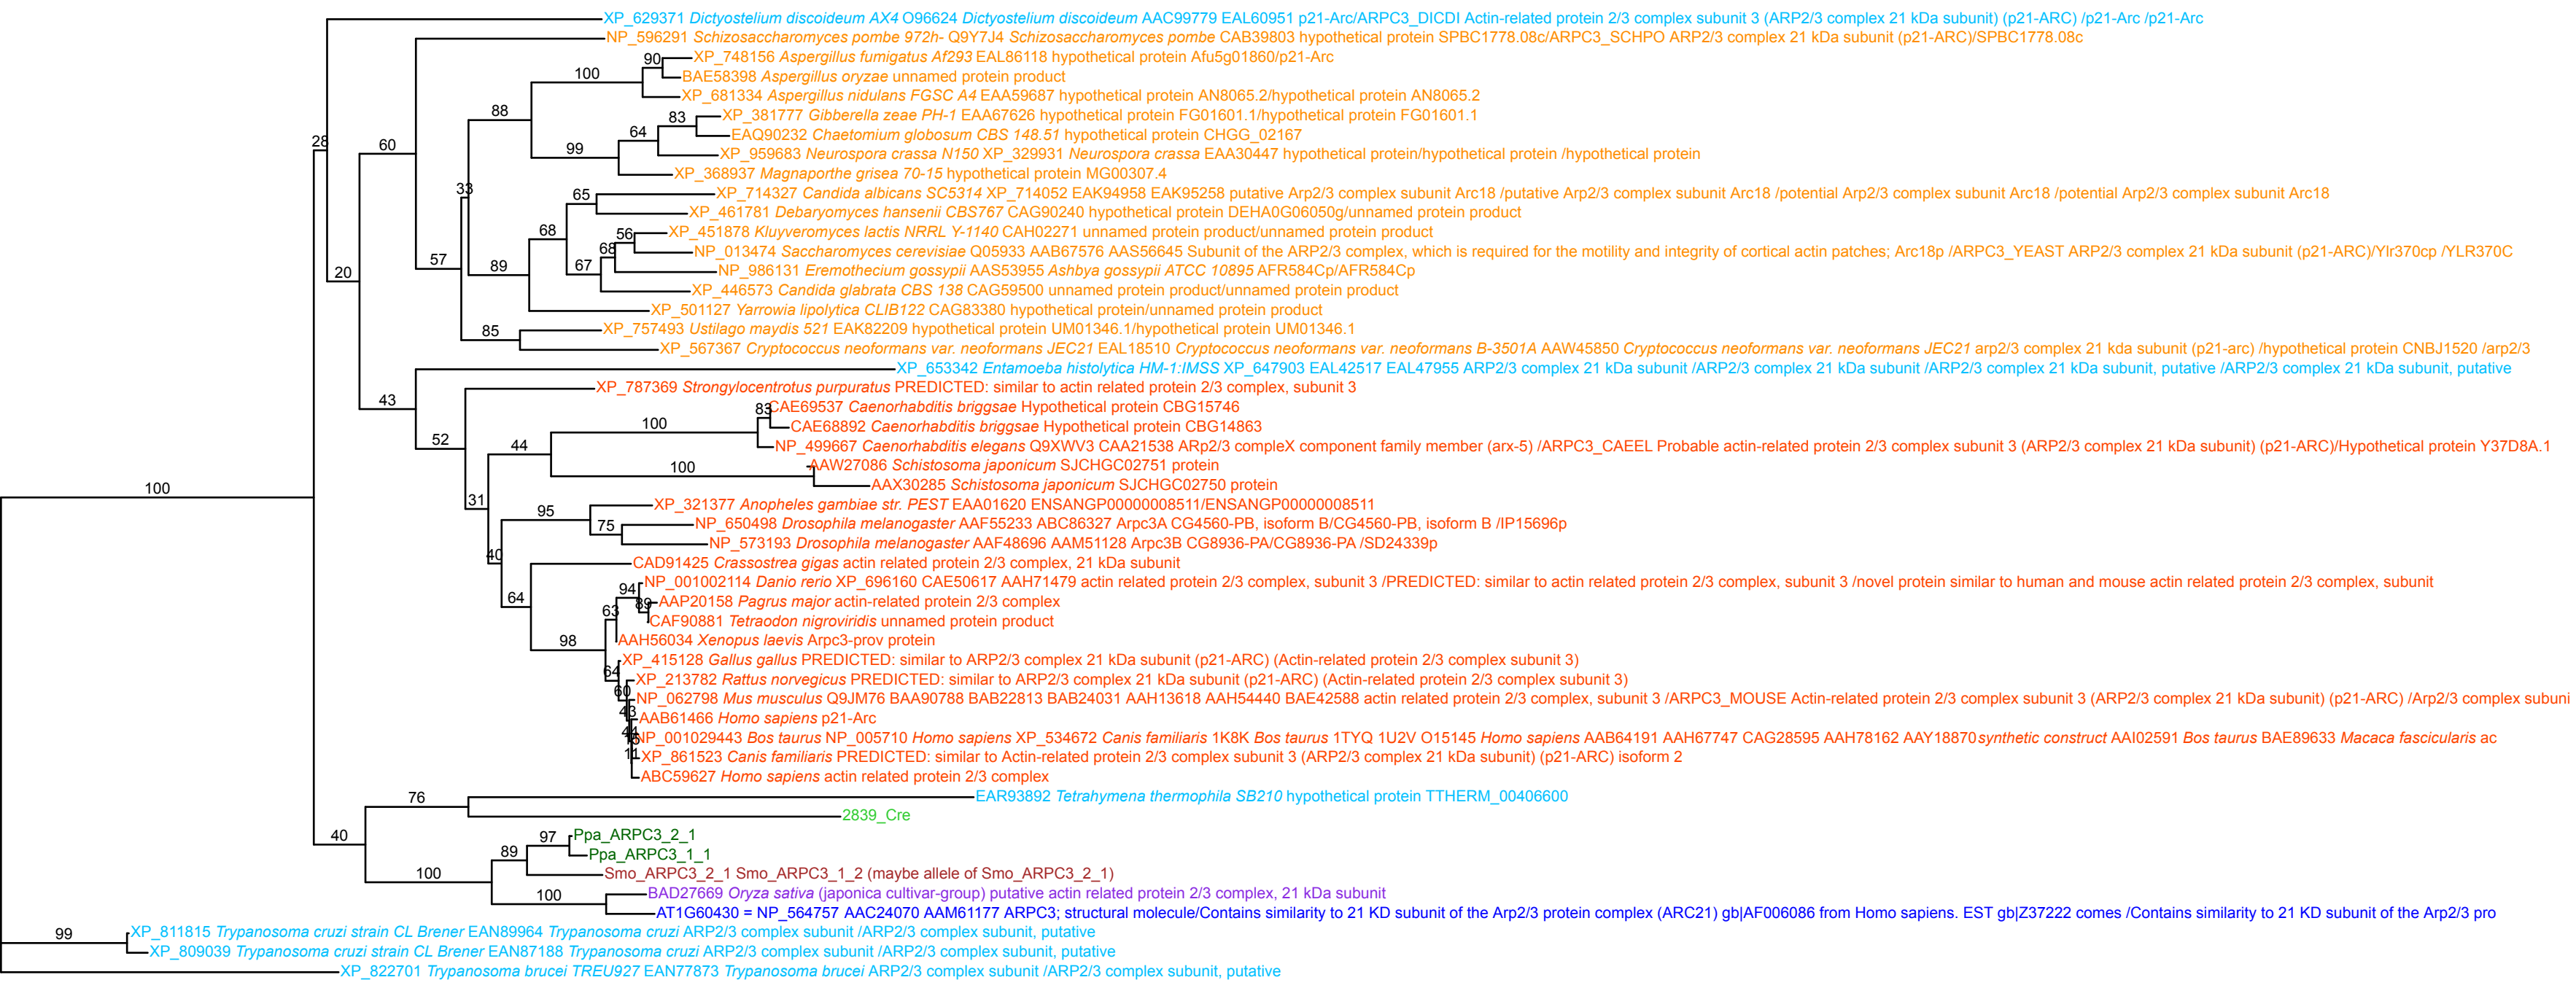 XP_629371 Dictyostelium discoideum AX4 O96624 Dictyostelium discoideum AAC99779 EAL60951 p21-Arc/ARPC3_DICDI Actin-related protein 2/3 complex subunit 3 (ARP2/3 complex 21 kDa subunit) (p21-ARC) /p21-Arc /p21-Arc
NP_596291 Schizosaccharomyces pombe 972h- Q9Y7J4 Schizosaccharomyces pombe CAB39803 hypothetical protein SPBC1778.08c/ARPC3_SCHPO ARP2/3 complex 21 kDa subunit (p21-ARC)/SPBC1778.08c
90 XP_748156 Aspergillus fumigatus Af293 EAL86118 hypothetical protein Afu5g01860/p21-Arc
100 BAE58398 Aspergillus oryzae unnamed protein product
XP_681334 Aspergillus nidulans FGSC A4 EAA59687 hypothetical protein AN8065.2/hypothetical protein AN8065.2
88 83 XP_381777 Gibberella zeae PH-1 EAA67626 hypothetical protein FG01601.1/hypothetical protein FG01601.1
28 64 EAQ90232 Chaetomium globosum CBS 148.51 hypothetical protein CHGG_02167
60 99 XP_959683 Neurospora crassa N150 XP_329931 Neurospora crassa EAA30447 hypothetical protein/hypothetical protein /hypothetical protein
XP_368937 Magnaporthe grisea 70-15 hypothetical protein MG00307.4
33 65 XP_714327 Candida albicans SC5314 XP_714052 EAK94958 EAK95258 putative Arp2/3 complex subunit Arc18 /putative Arp2/3 complex subunit Arc18 /potential Arp2/3 complex subunit Arc18 /potential Arp2/3 complex subunit Arc18
XP_461781 Debaryomyces hansenii CBS767 CAG90240 hypothetical protein DEHA0G06050g/unnamed protein product
68 56 XP_451878 Kluyveromyces lactis NRRL Y-1140 CAH02271 unnamed protein product/unnamed protein product
68 NP_013474 Saccharomyces cerevisiae Q05933 AAB67576 AAS56645 Subunit of the ARP2/3 complex, which is required for the motility and integrity of cortical actin patches; Arc18p /ARPC3_YEAST ARP2/3 complex 21 kDa subunit (p21-ARC)/Ylr370cp /YLR370C
20 57 89 67 NP_986131 Eremothecium gossypii AAS53955 Ashbya gossypii ATCC 10895 AFR584Cp/AFR584Cp
XP_446573 Candida glabrata CBS 138 CAG59500 unnamed protein product/unnamed protein product
XP_501127 Yarrowia lipolytica CLIB122 CAG83380 hypothetical protein/unnamed protein product
85 XP_757493 Ustilago maydis 521 EAK82209 hypothetical protein UM01346.1/hypothetical protein UM01346.1
XP_567367 Cryptococcus neoformans var. neoformans JEC21 EAL18510 Cryptococcus neoformans var. neoformans B-3501A AAW45850 Cryptococcus neoformans var. neoformans JEC21 arp2/3 complex 21 kda subunit (p21-arc) /hypothetical protein CNBJ1520 /arp2/3
XP_653342 Entamoeba histolytica HM-1:IMSS XP_647903 EAL42517 EAL47955 ARP2/3 complex 21 kDa subunit /ARP2/3 complex 21 kDa subunit /ARP2/3 complex 21 kDa subunit, putative /ARP2/3 complex 21 kDa subunit, putative
XP_787369 Strongylocentrotus purpuratus PREDICTED: similar to actin related protein 2/3 complex, subunit 3
43 83 CAE69537 Caenorhabditis briggsae Hypothetical protein CBG15746
100 CAE68892 Caenorhabditis briggsae Hypothetical protein CBG14863
52 44 NP_499667 Caenorhabditis elegans Q9XWV3 CAA21538 ARp2/3 compleX component family member (arx-5) /ARPC3_CAEEL Probable actin-related protein 2/3 complex subunit 3 (ARP2/3 complex 21 kDa subunit) (p21-ARC)/Hypothetical protein Y37D8A.1
100 AAW27086 Schistosoma japonicum SJCHGC02751 protein
AAX30285 Schistosoma japonicum SJCHGC02750 protein
100 31 XP_321377 Anopheles gambiae str. PEST EAA01620 ENSANGP00000008511/ENSANGP00000008511
95 75 NP_650498 Drosophila melanogaster AAF55233 ABC86327 Arpc3A CG4560-PB, isoform B/CG4560-PB, isoform B /IP15696p
NP_573193 Drosophila melanogaster AAF48696 AAM51128 Arpc3B CG8936-PA/CG8936-PA /SD24339p
40 CAD91425 Crassostrea gigas actin related protein 2/3 complex, 21 kDa subunit
94 NP_001002114 Danio rerio XP_696160 CAE50617 AAH71479 actin related protein 2/3 complex, subunit 3 /PREDICTED: similar to actin related protein 2/3 complex, subunit 3 /novel protein similar to human and mouse actin related protein 2/3 complex, subunit
64 89 AAP20158 Pagrus major actin-related protein 2/3 complex
63 CAF90881 Tetraodon nigroviridis unnamed protein product
98 AAH56034 Xenopus laevis Arpc3-prov protein
XP_415128 Gallus gallus PREDICTED: similar to ARP2/3 complex 21 kDa subunit (p21-ARC) (Actin-related protein 2/3 complex subunit 3)
64 XP_213782 Rattus norvegicus PREDICTED: similar to ARP2/3 complex 21 kDa subunit (p21-ARC) (Actin-related protein 2/3 complex subunit 3)
60 NP_062798 Mus musculus Q9JM76 BAA90788 BAB22813 BAB24031 AAH13618 AAH54440 BAE42588 actin related protein 2/3 complex, subunit 3 /ARPC3_MOUSE Actin-related protein 2/3 complex subunit 3 (ARP2/3 complex 21 kDa subunit) (p21-ARC) /Arp2/3 complex subuni
43 AAB61466 Homo sapiens p21-Arc
NP_001029443 Bos taurus NP_005710 Homo sapiens XP_534672 Canis familiaris 1K8K Bos taurus 1TYQ 1U2V O15145 Homo sapiens AAB64191 AAH67747 CAG28595 AAH78162 AAY18870 synthetic construct AAI02591 Bos taurus BAE89633 Macaca fascicularis ac
XP_861523 Canis familiaris PREDICTED: similar to Actin-related protein 2/3 complex subunit 3 (ARP2/3 complex 21 kDa subunit) (p21-ARC) isoform 2
ABC59627 Homo sapiens actin related protein 2/3 complex
76 EAR93892 Tetrahymena thermophila SB210 hypothetical protein TTHERM_00406600
2839_Cre
40 97 Ppa_ARPC3_2_1
89 Ppa_ARPC3_1_1
100 Smo_ARPC3_2_1 Smo_ARPC3_1_2 (maybe allele of Smo_ARPC3_2_1)
100 BAD27669 Oryza sativa (japonica cultivar-group) putative actin related protein 2/3 complex, 21 kDa subunit
AT1G60430 = NP_564757 AAC24070 AAM61177 ARPC3; structural molecule/Contains similarity to 21 KD subunit of the Arp2/3 protein complex (ARC21) gb|AF006086 from Homo sapiens. EST gb|Z37222 comes /Contains similarity to 21 KD subunit of the Arp2/3 pro
99 XP_811815 Trypanosoma cruzi strain CL Brener EAN89964 Trypanosoma cruzi ARP2/3 complex subunit /ARP2/3 complex subunit, putative
XP_809039 Trypanosoma cruzi strain CL Brener EAN87188 Trypanosoma cruzi ARP2/3 complex subunit /ARP2/3 complex subunit, putative
XP_822701 Trypanosoma brucei TREU927 EAN77873 Trypanosoma brucei ARP2/3 complex subunit /ARP2/3 complex subunit, putative